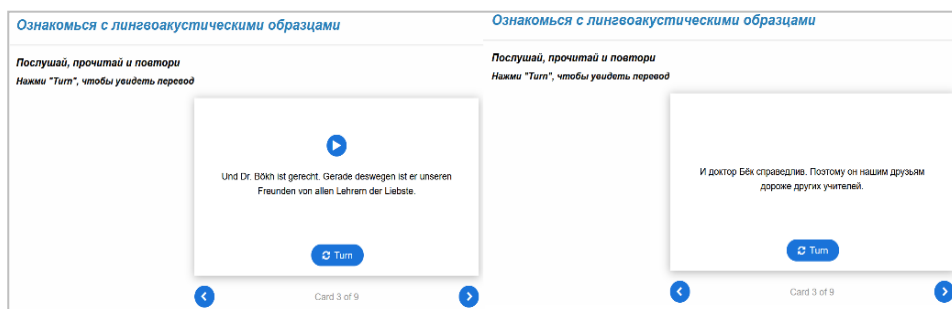 Ознакомься с лингвоакустическими образцами
Послушай, прочитай и повтори
Нажми "Turn", чтобы увидеть перевод
Und Dr. Bökh ist gerecht. Gerade deswegen ist er unseren
Freunden von allen Lehrern der Liebste.
Turn
Card 3 of 9
Ознакомься с лингвоакустическими образцами
Послушай, прочитай и повтори
Нажми "Turn", чтобы увидеть перевод
И доктор Бёк справедлив. Поэтому он нашим друзьям
дороже других учителей.
Turn
Card 3 of 9